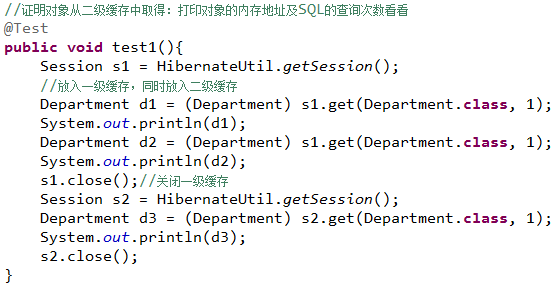 //证明对象从二级缓存中取得：打印对象的内存地址及SQL的查询次数看看
@Test
public void test1(){
    Session s1 = HibernateUtil.getSession();
    //放入一级缓存，同时放入二级缓存
    Department d1 = (Department) s1.get(Department.class, 1);
    System.out.println(d1);
    Department d2 = (Department) s1.get(Department.class, 1);
    System.out.println(d2);
    s1.close();//关闭一级缓存
    Session s2 = HibernateUtil.getSession();
    Department d3 = (Department) s2.get(Department.class, 1);
    System.out.println(d3);
    s2.close();
}